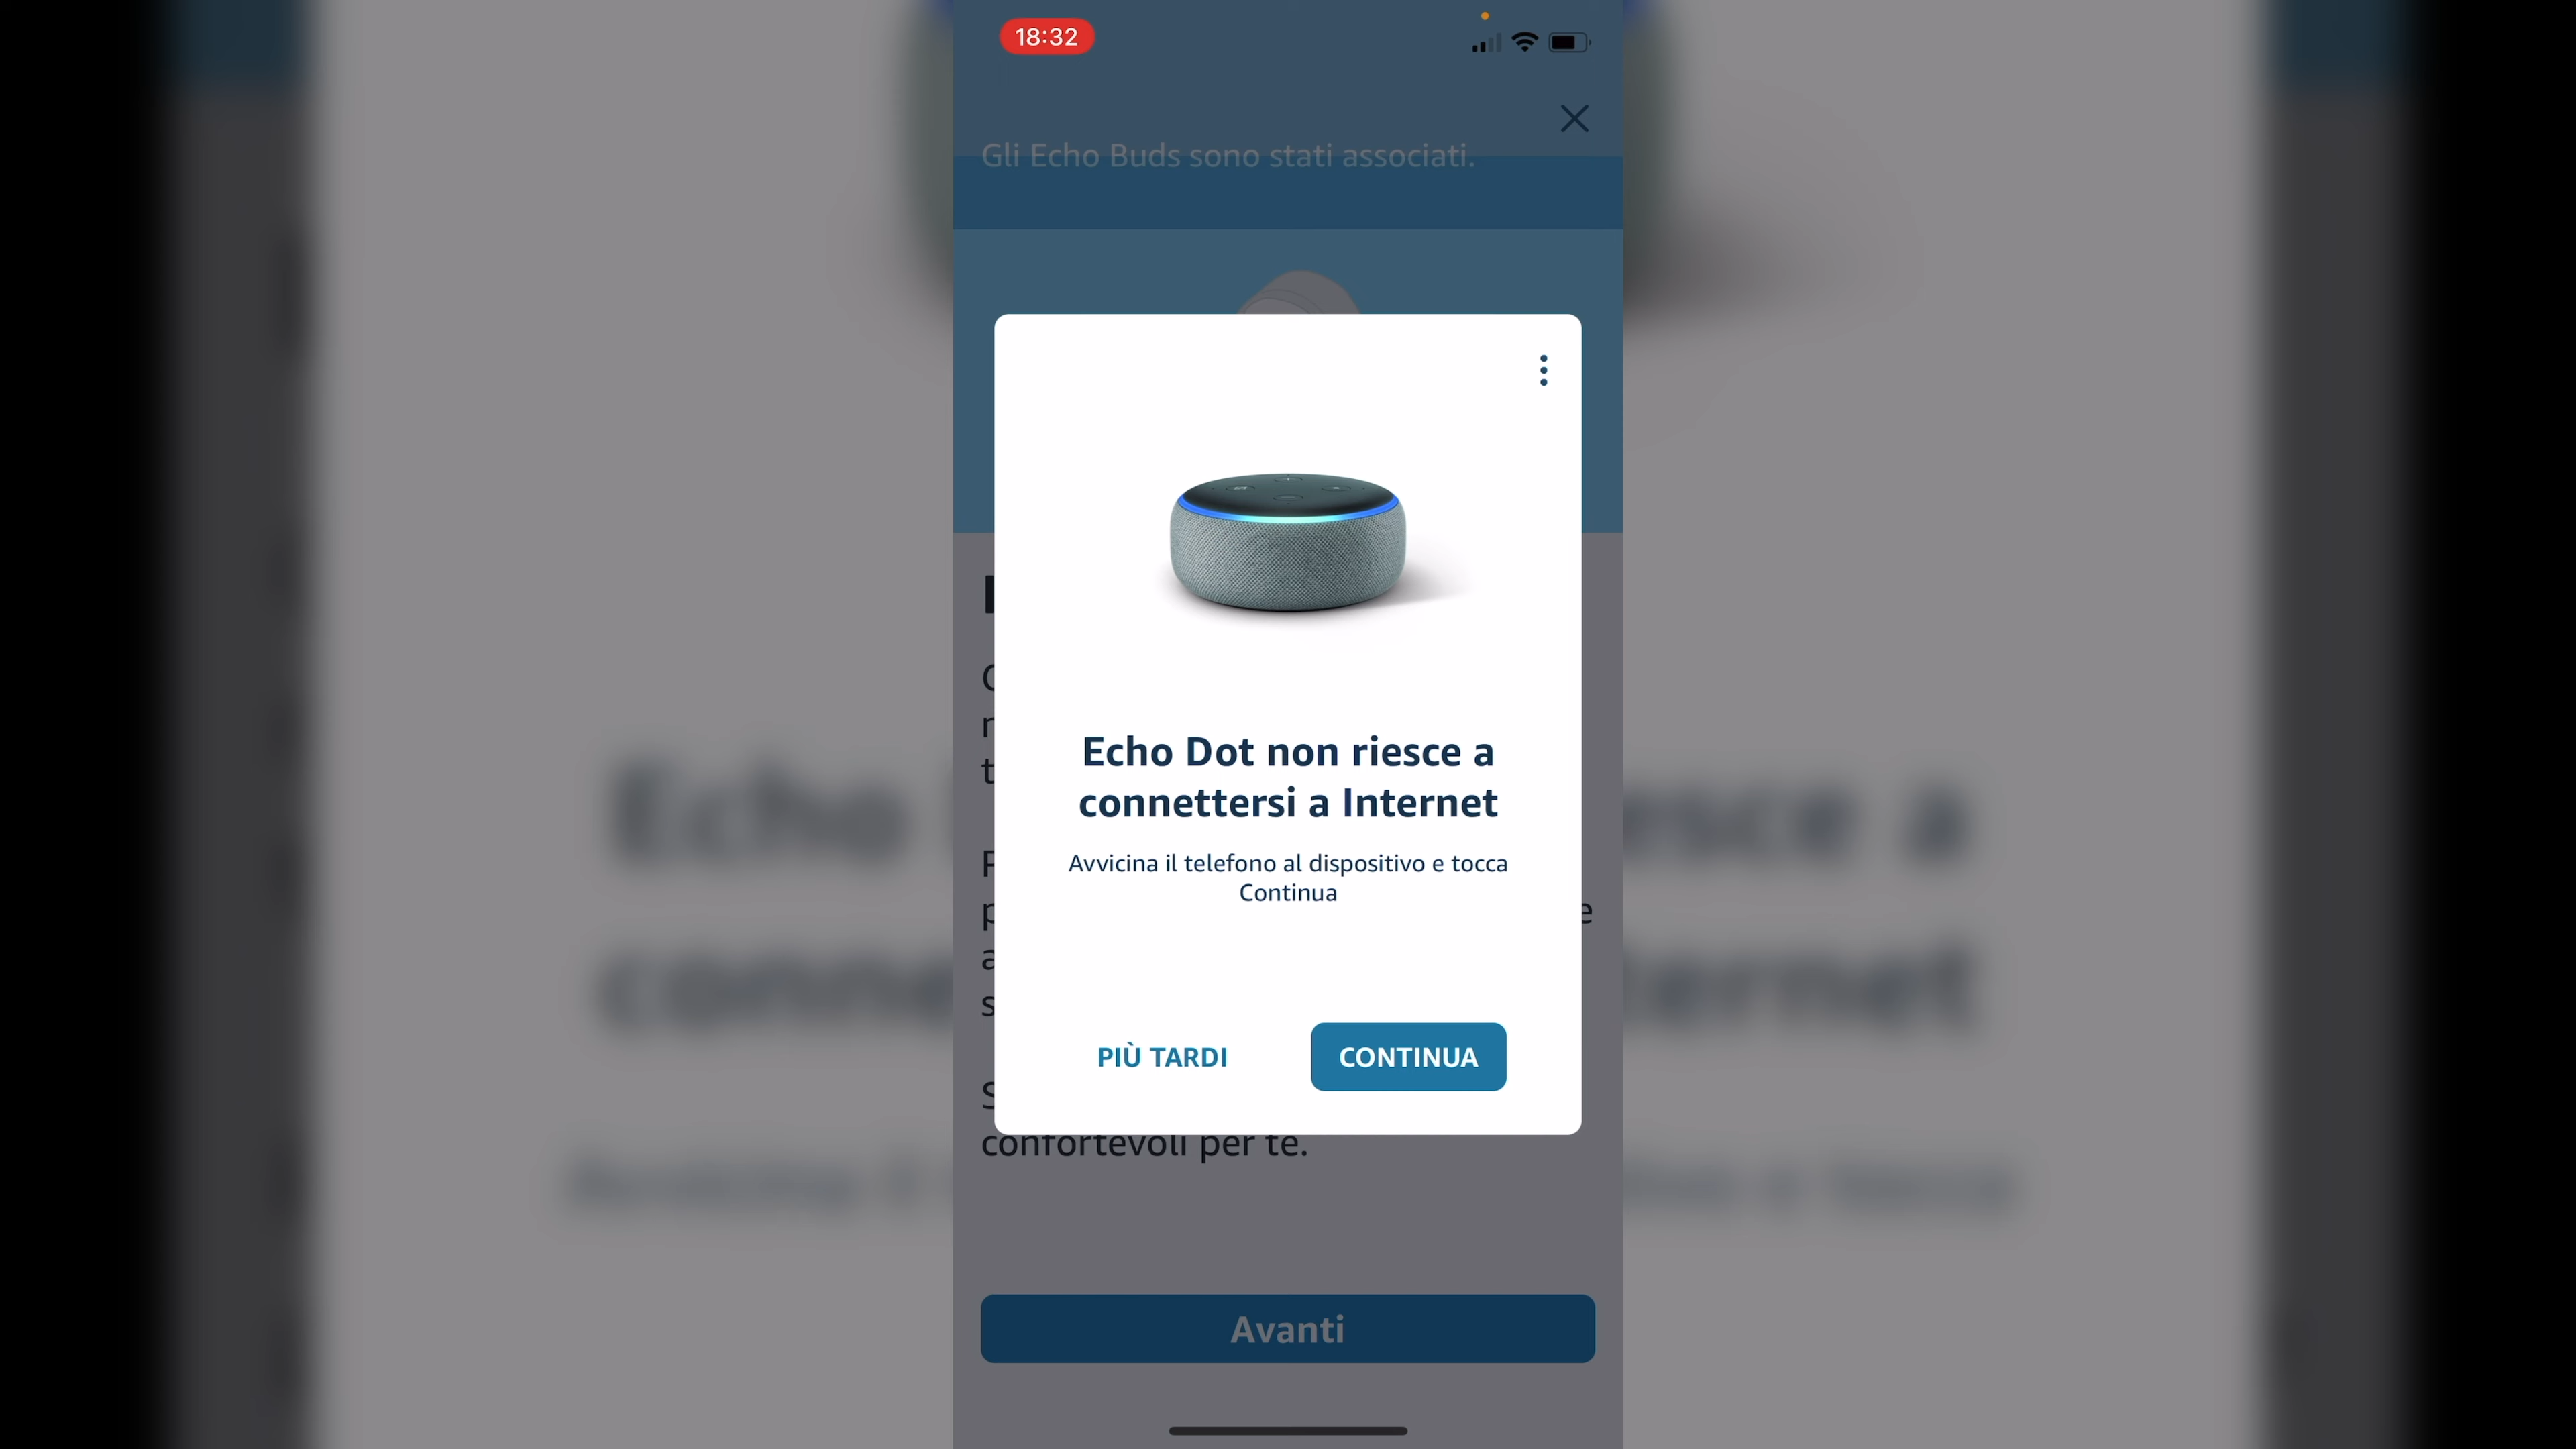 18:32
Gli Echo Buds sono stati associati.
Echo Dot non riesce a
connettersi a Internet
Avvicina il telefono al dispositivo e tocca
Continua
PIÙ TARDI
CONTINUA
confortevoli per te.
Avanti